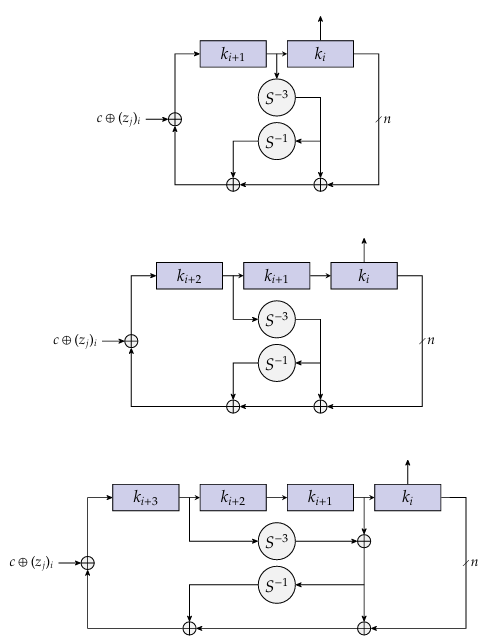 k_{i+1} k_i
S^{-3}
c ⊕ (z_j)_i n
S^{-1}
k_{i+2} k_{i+1} k_i
S^{-3}
c ⊕ (z_j)_i n
S^{-1}
k_{i+3} k_{i+2} k_{i+1} k_i
S^{-3}
c ⊕ (z_j)_i n
S^{-1}